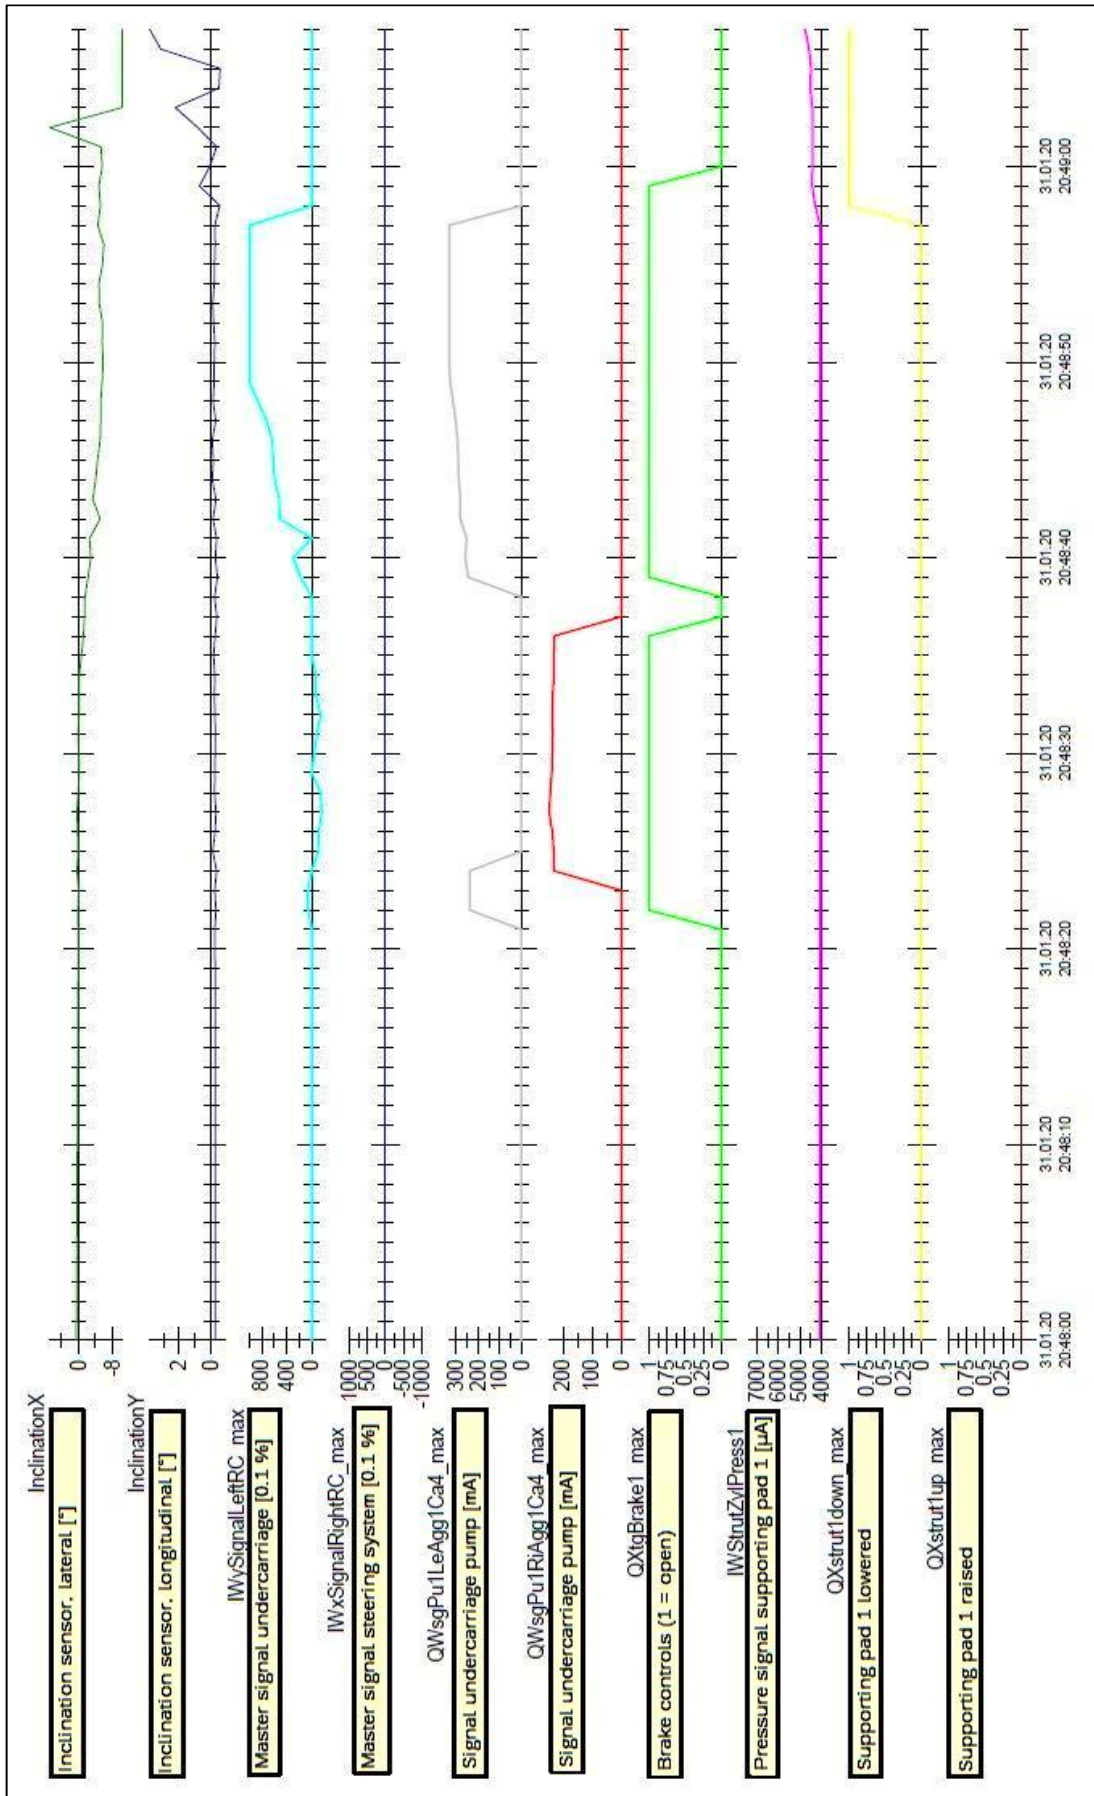 InclinationX
Inclination sensor, lateral [°]
0
-8
InclinationY
Inclination sensor, longitudinal [°]
2
0
IWySignalLeftRC_max
Master signal undercarriage [0.1 %]
800
400
0
IWxSignalRightRC_max
Master signal steering system [0.1 %]
1000
500
0
-500
-1000
QWsgPu1LeAgg1Ca4_max
Signal undercarriage pump [mA]
300
200
100
0
QWsgPu1RiAgg1Ca4_max
Signal undercarriage pump [mA]
200
100
0
QXtgBrake1_max
Brake controls (1 = open)
1
0.75
0.5
0.25
0
IWStrutZylPress1
Pressure signal supporting pad 1 [µA]
7000
6000
5000
4000
QXstrut1down_max
Supporting pad 1 lowered
1
0.75
0.5
0.25
0
QXstrut1up_max
Supporting pad 1 raised
1
0.75
0.5
0.25
0
31.01.20
20:48:00
31.01.20
20:48:10
31.01.20
20:48:20
31.01.20
20:48:30
31.01.20
20:48:40
31.01.20
20:48:50
31.01.20
20:49:00